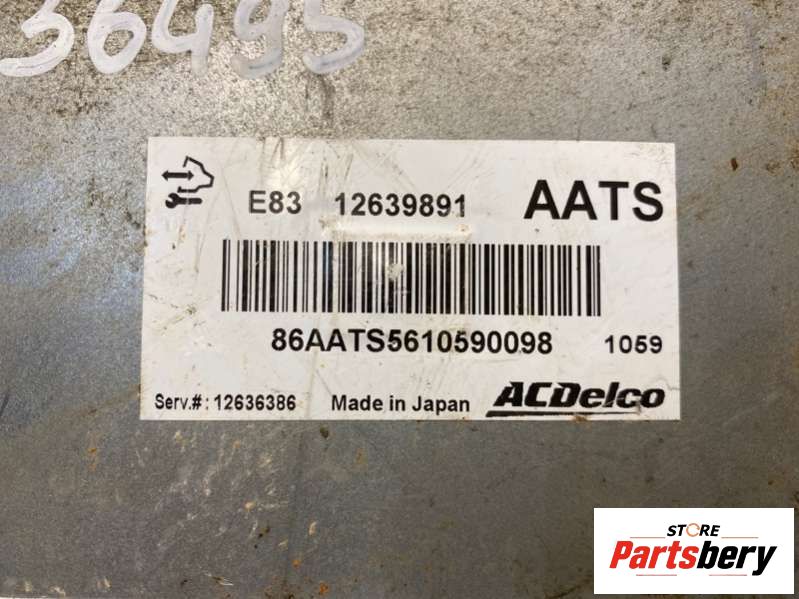 36495
E83 12639891 AATS
86AATS5610590098 1059
Serv.#: 12636386 Made in Japan ACDelco
STORE
Partsbery